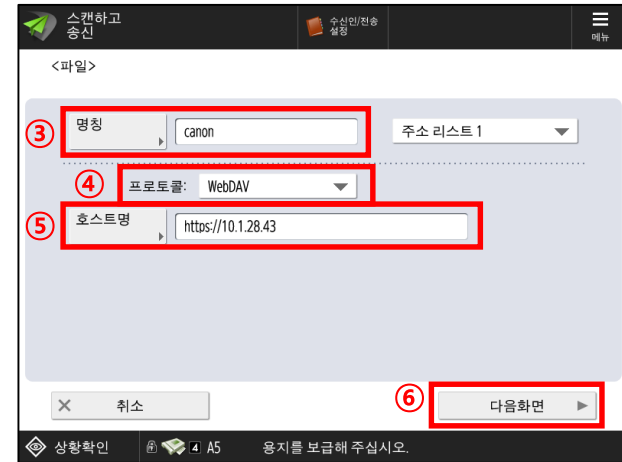 스캔하고
송신
수신인/전송
설정
메뉴
<파일>
③ 명칭 canon 주소 리스트 1
④ 프로토콜: WebDAV
⑤ 호스트명 https://10.1.28.43
취소
⑥ 다음화면
상황확인 4 A5 용지를 보급해 주십시오.